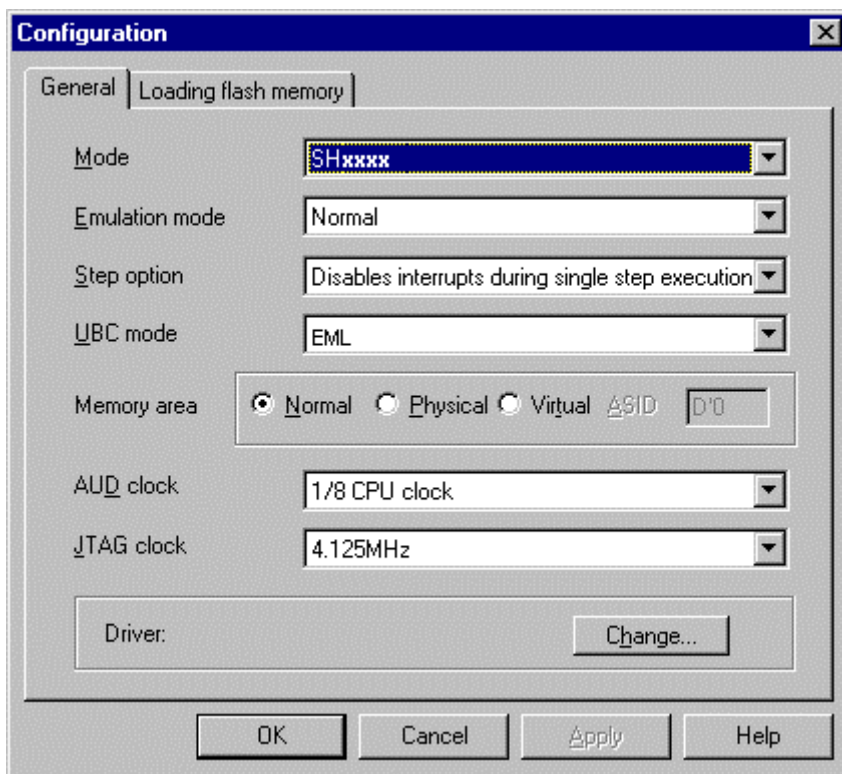 Configuration
General Loading flash memory
Mode SHxxxx
Emulation mode Normal
Step option Disables interrupts during single step execution
UBC mode EML
Memory area Normal Physical Virtual ASID D'0
AUD clock 1/8 CPU clock
JTAG clock 4.125MHz
Driver: Change...
OK Cancel Apply Help